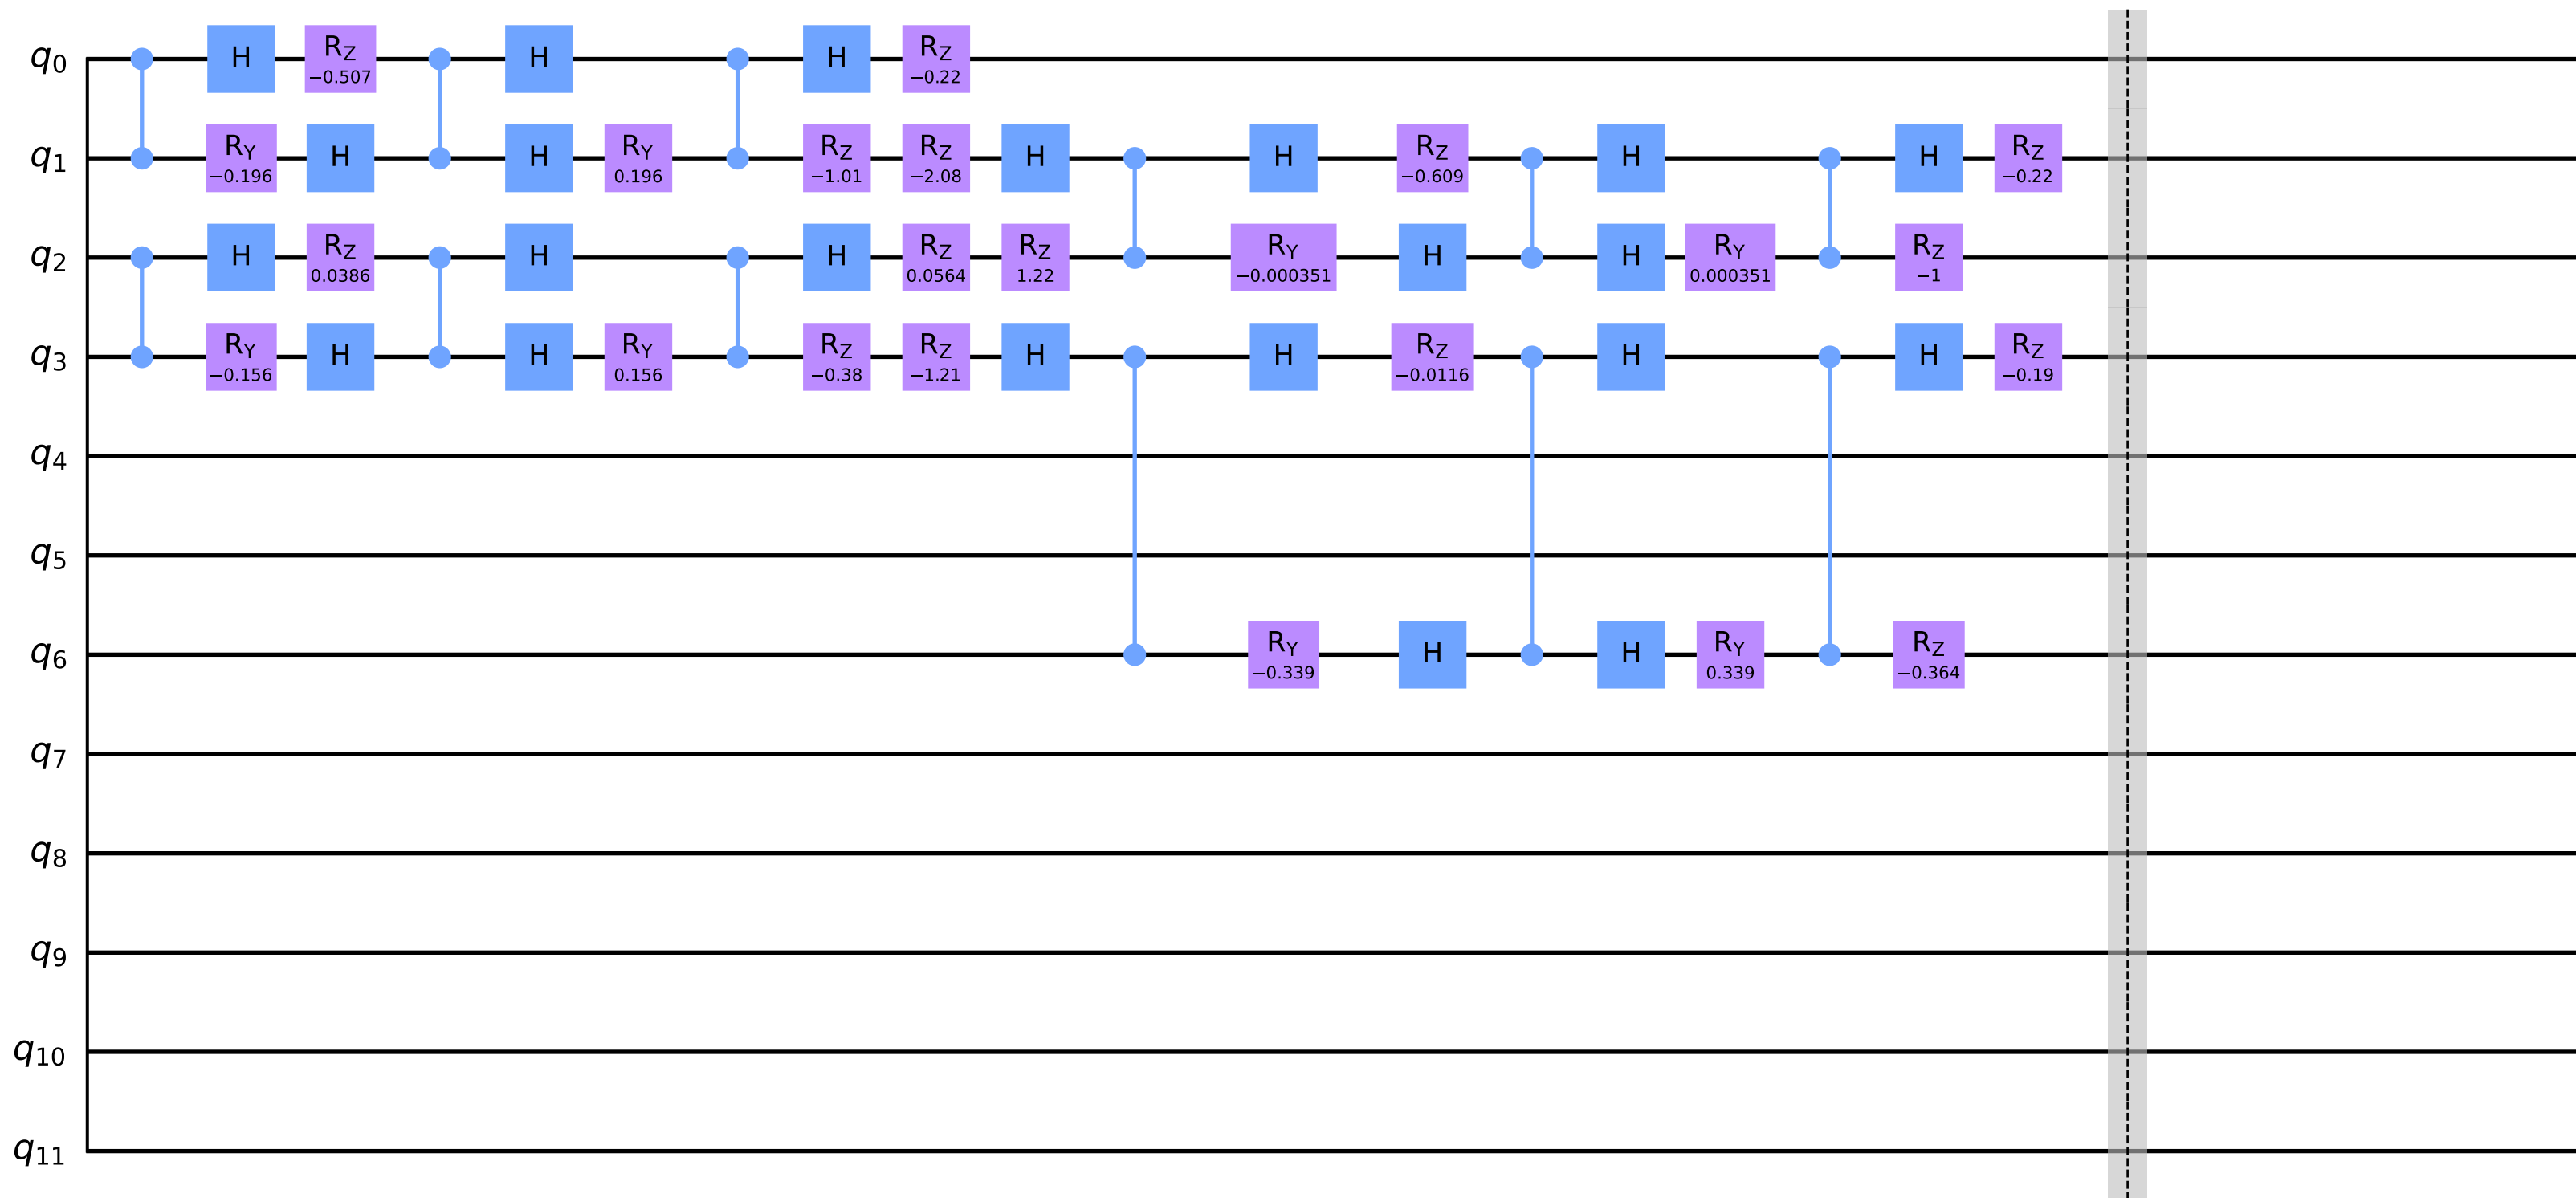 q0 H RZ −0.507 H H RZ −0.22
q1 RY −0.196 H H RY 0.196 RZ −1.01 RZ −2.08 H H RZ −0.609 H H RZ −0.22
q2 H RZ 0.0386 H H RZ 0.0564 RZ 1.22 RY −0.000351 H H RY 0.000351 RZ −1
q3 RY −0.156 H H RY 0.156 RZ −0.38 RZ −1.21 H H RZ −0.0116 H H RZ −0.19
q4
q5
q6 RY −0.339 H H RY 0.339 RZ −0.364
q7
q8
q9
q10
q11